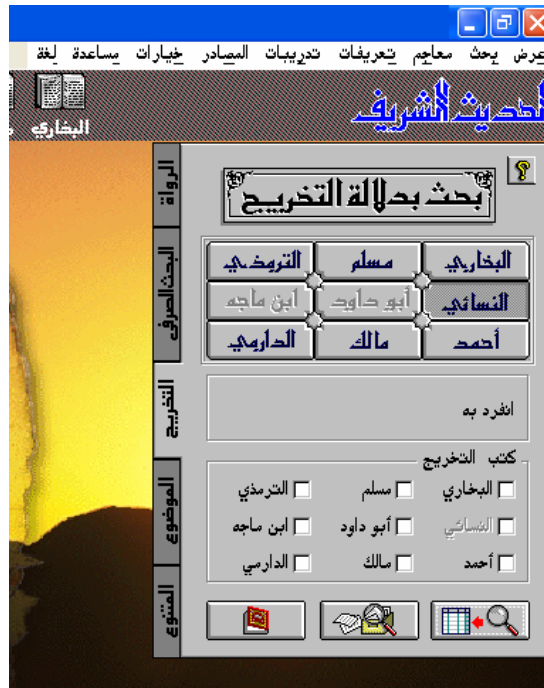 عرض بحث معاجم تعريفات تدريبات المصادر خيارات مساعدة لغة
الحديث الشريف
البخاري
بحث بدلالة التخريج
البخاري مسلم الترمذي
النسائي أبو داود ابن ماجه
أحمد مالك الدارمي
انفرد به
كتب التخريج
البخاري مسلم الترمذي
النسائي أبو داود ابن ماجه
أحمد مالك الدارمي
الرواة
البحث الصرفي
التخريج
الموضوع
المتنوع